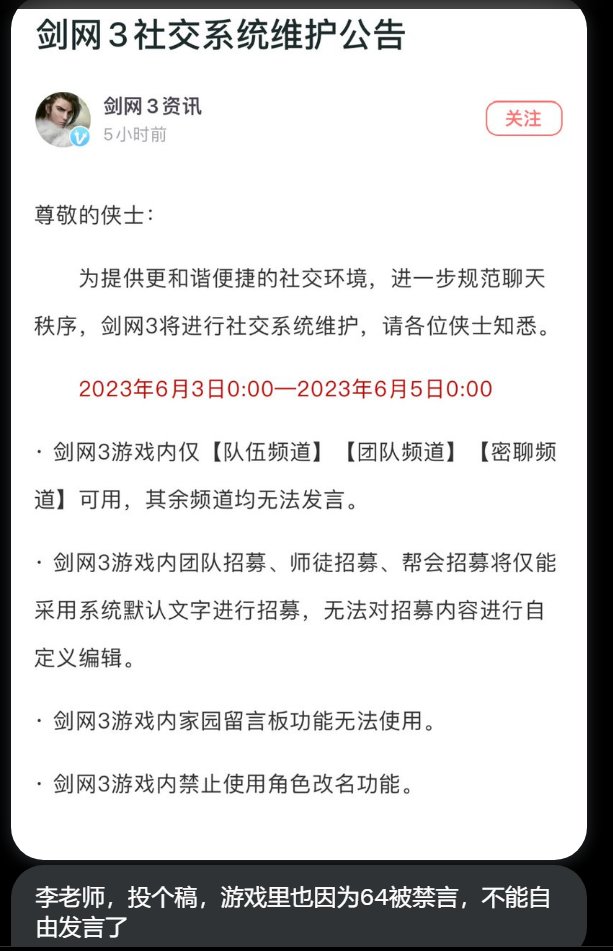 剑网3社交系统维护公告
剑网3资讯
5小时前
关注
尊敬的侠士：
为提供更和谐便捷的社交环境，进一步规范聊天
秩序，剑网3将进行社交系统维护，请各位侠士知悉。
2023年6月3日0:00—2023年6月5日0:00
· 剑网3游戏内仅【队伍频道】【团队频道】【密聊频
道】可用，其余频道均无法发言。
· 剑网3游戏内团队招募、师徒招募、帮会招募将仅能
采用系统默认文字进行招募，无法对招募内容进行自
定义编辑。
· 剑网3游戏内家园留言板功能无法使用。
· 剑网3游戏内禁止使用角色改名功能。
李老师，投个稿，游戏里也因为64被禁言，不能自
由发言了